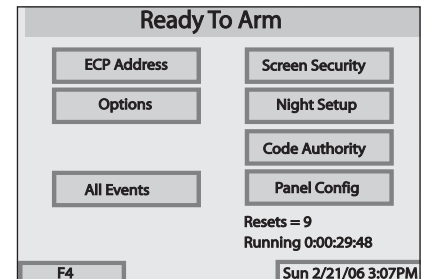 Ready To Arm
ECP Address
Screen Security
Options
Night Setup
Code Authority
All Events
Panel Config
Resets = 9
Running 0:00:29:48
F4
Sun 2/21/06 3:07PM